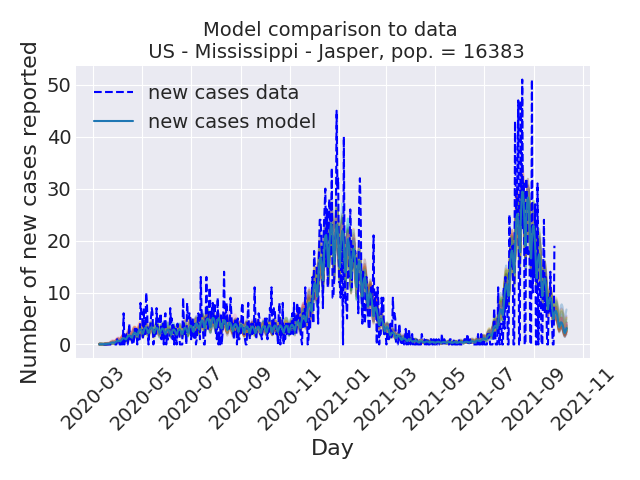 Model comparison to data
US - Mississippi - Jasper, pop. = 16383
Number of new cases reported
50
40
30
20
10
0
new cases data
new cases model
2020-03
2020-05
2020-07
2020-09
2020-11
2021-01
2021-03
2021-05
2021-07
2021-09
2021-11
Day